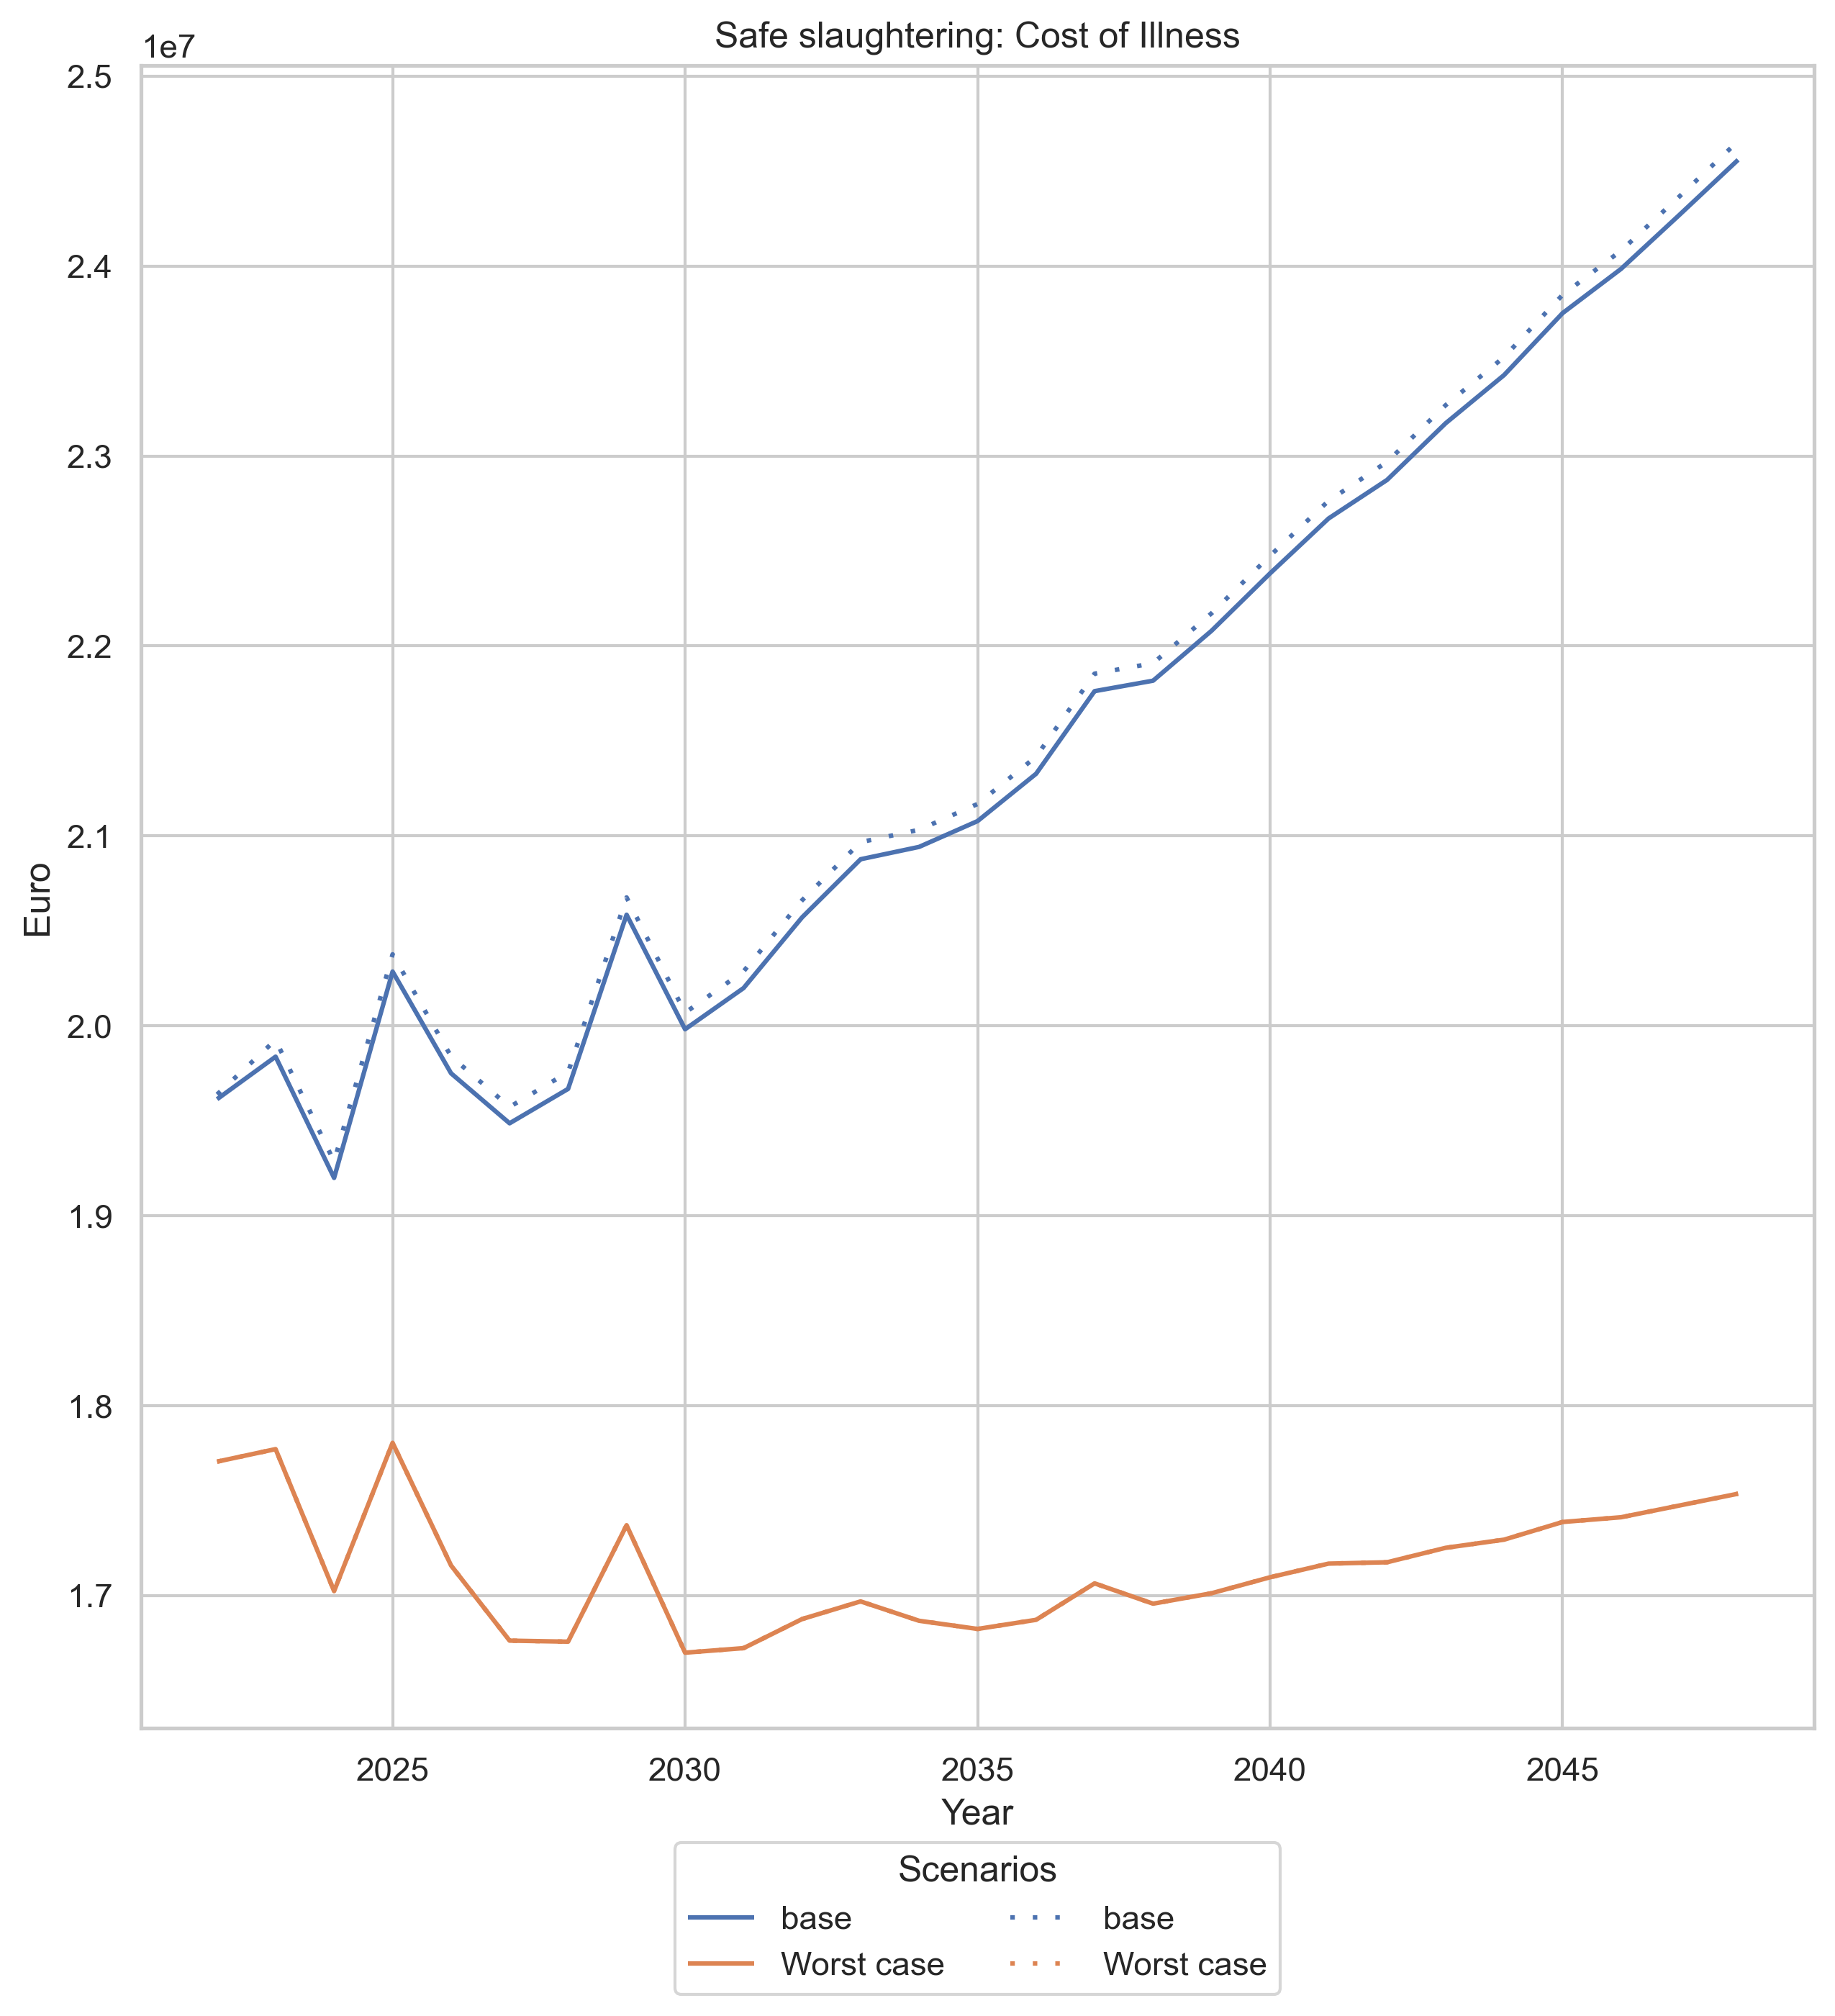 Safe slaughtering: Cost of Illness
1e7
2.5
2.4
2.3
2.2
2.1
2.0
1.9
1.8
1.7
Euro
2025 2030 2035 2040 2045
Year
Scenarios
base base
Worst case Worst case